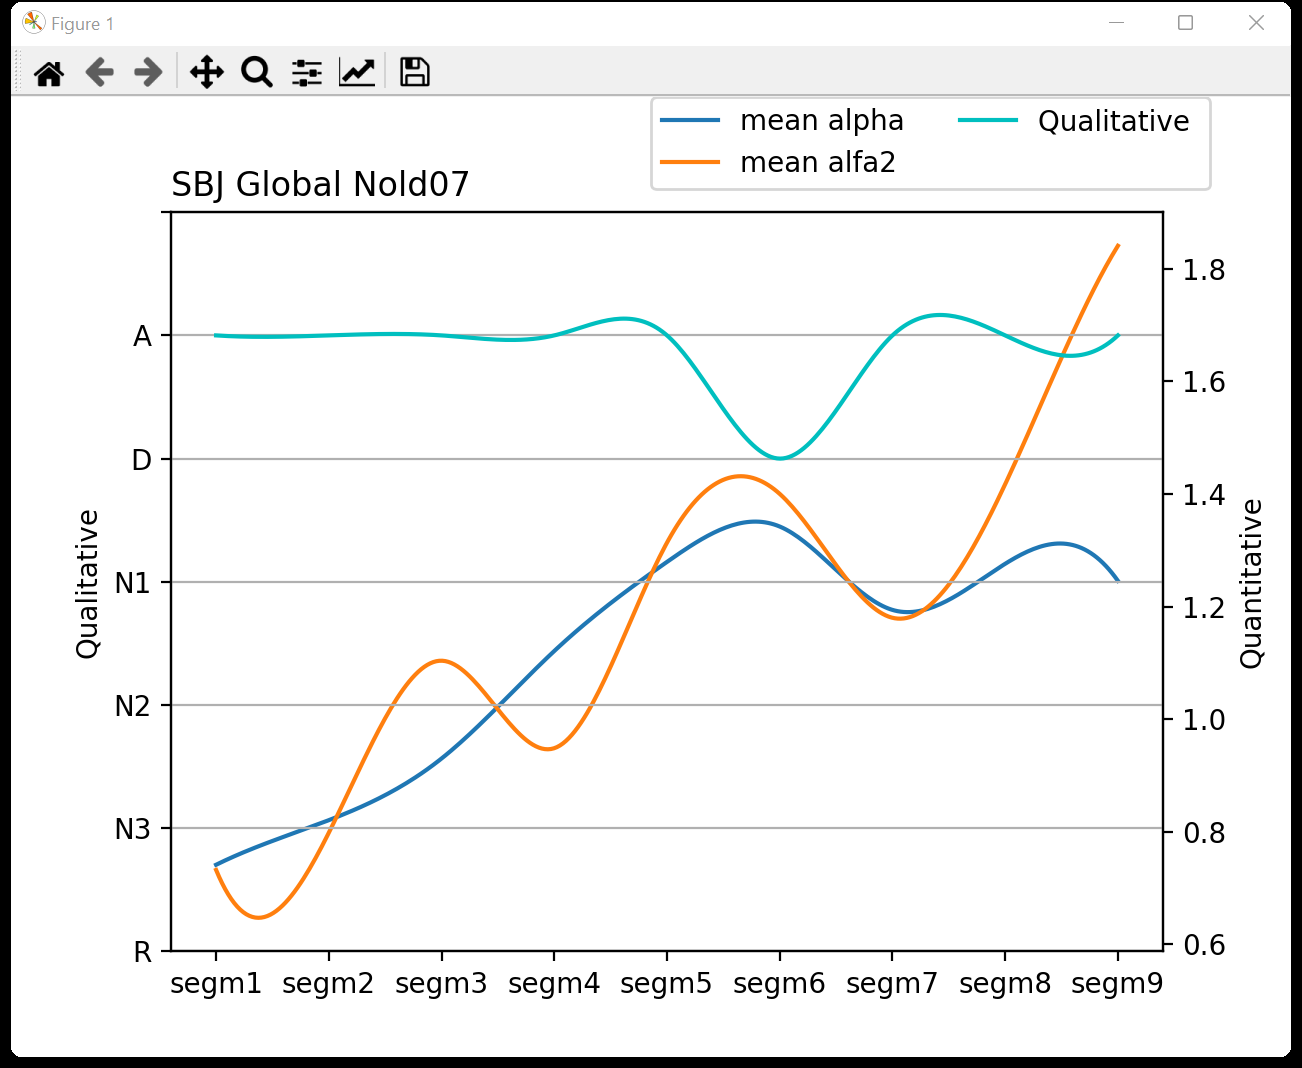 Figure 1
mean alpha
Qualitative
mean alfa2
SBJ Global Nold07
A
D
N1
N2
N3
R
Qualitative
1.8
1.6
1.4
1.2
1.0
0.8
0.6
Quantitative
segm1 segm2 segm3 segm4 segm5 segm6 segm7 segm8 segm9